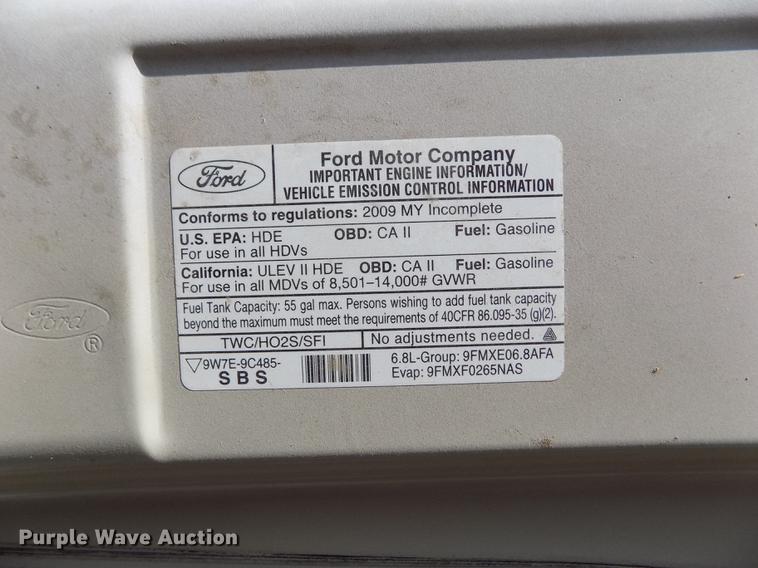 Ford
Ford Motor Company
IMPORTANT ENGINE INFORMATION/
VEHICLE EMISSION CONTROL INFORMATION
Conforms to regulations: 2009 MY Incomplete
U.S. EPA: HDE OBD: CA II Fuel: Gasoline
For use in all HDVs
California: ULEV II HDE OBD: CA II Fuel: Gasoline
For use in all MDVs of 8,501–14,000# GVWR
Fuel Tank Capacity: 55 gal max. Persons wishing to add fuel tank capacity
beyond the maximum must meet the requirements of 40CFR 86.095-35 (g)(2).
TWC/HO2S/SFI No adjustments needed.
9W7E-9C485-
SBS
6.8L-Group: 9FMXE06.8AFA
Evap: 9FMXF0265NAS
Ford ®
Purple Wave Auction